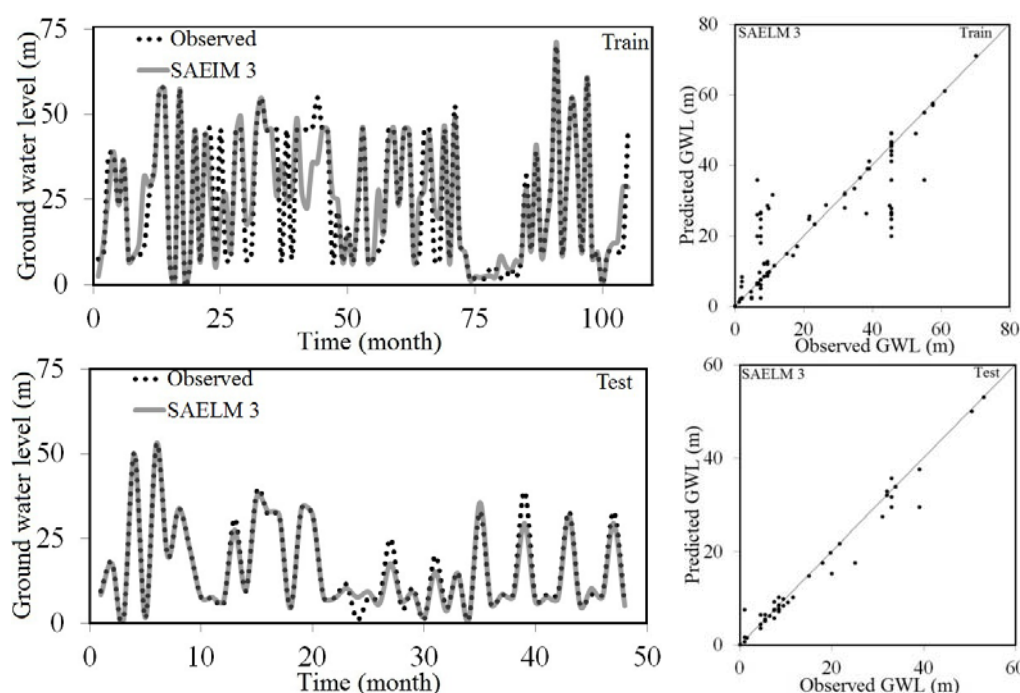 75
Observed
Train
SAEIM 3
50
25
0
Ground water level (m)
0
25
50
75
100
Time (month)
80
SAELM 3
Train
60
40
20
0
Predicted GWL (m)
0
20
40
60
80
Observed GWL (m)
75
Observed
Test
SAELM 3
50
25
0
Ground water level (m)
0
10
20
30
40
50
Time (month)
60
SAELM 3
Test
40
20
0
Predicted GWL (m)
0
20
40
60
Observed GWL (m)